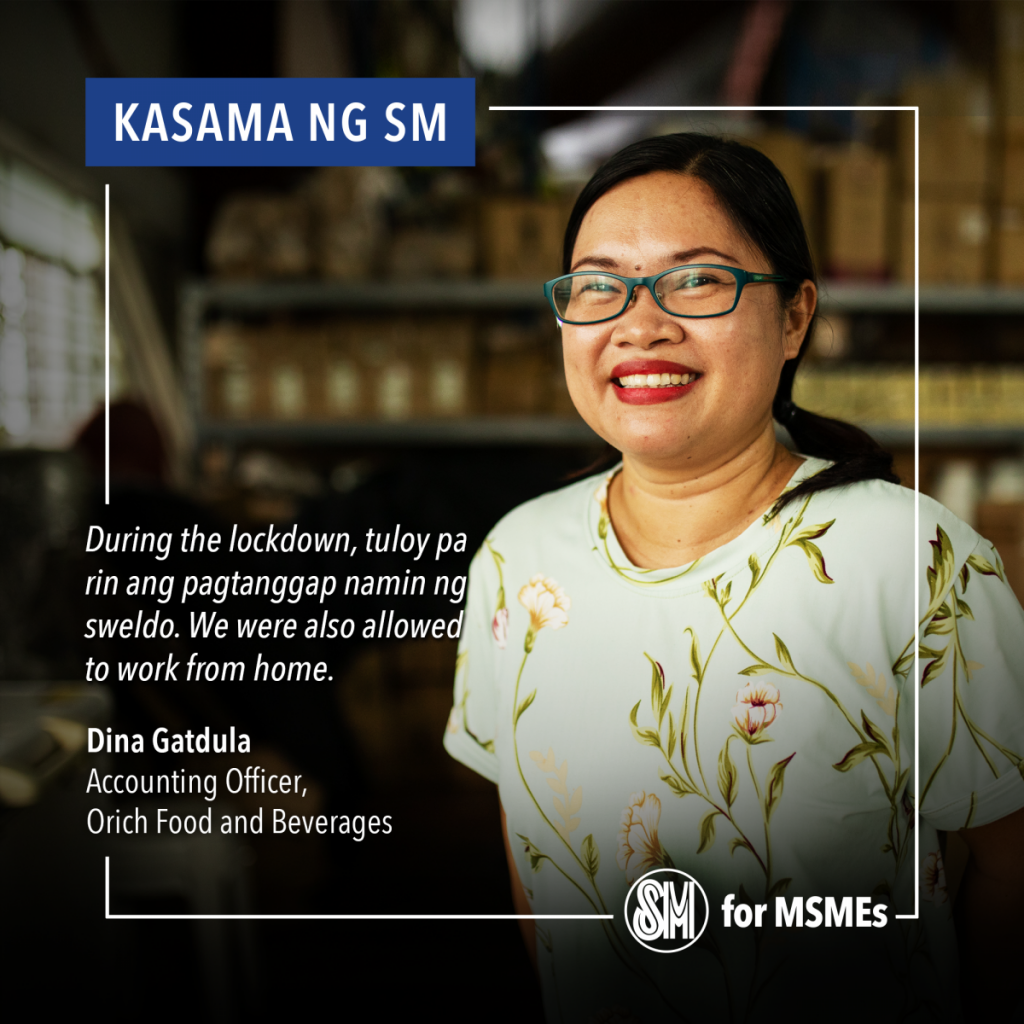 KASAMA NG SM
During the lockdown, tuloy pa
rin ang pagtanggap namin ng
sweldo. We were also allowed
to work from home.
Dina Gatdula
Accounting Officer,
Orich Food and Beverages
SM for MSMEs